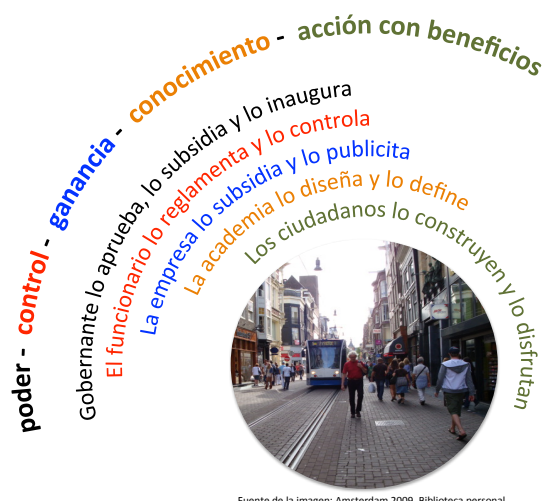 poder - control - ganancia - conocimiento - acción con beneficios
Gobernante lo aprueba, lo subsidia y lo inaugura
El funcionario lo reglamenta y lo controla
La empresa lo subsidia y lo publicita
La academia lo diseña y lo define
Los ciudadanos lo construyen y lo disfrutan
Fuente de la imagen: Amsterdam 2009. Biblioteca personal